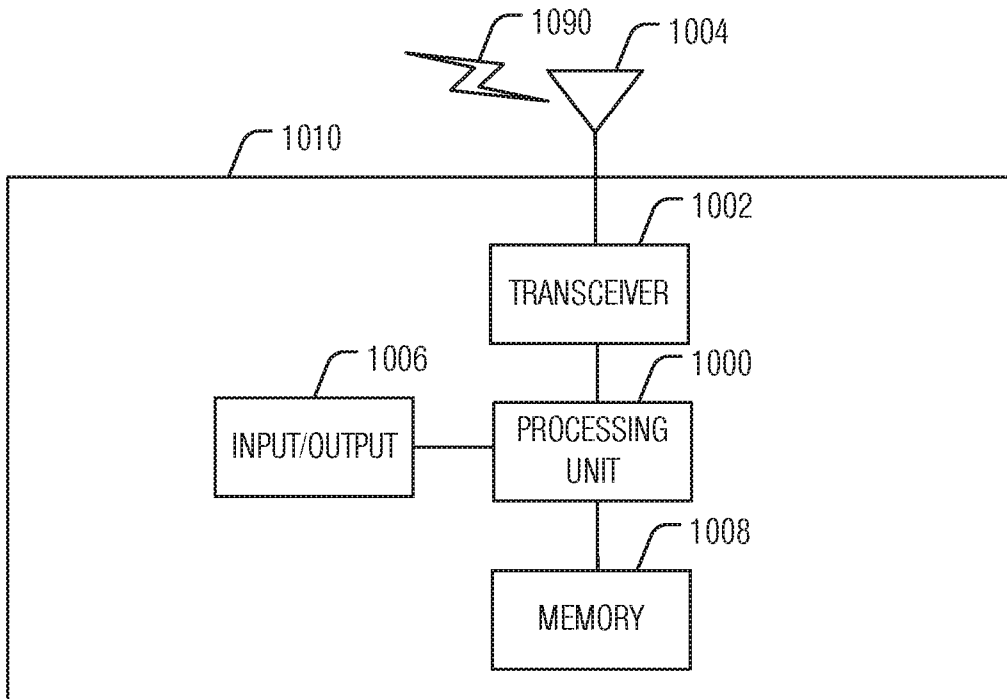 1090
1004
1010
1002
TRANSCEIVER
1006
1000
INPUT/OUTPUT
PROCESSING
UNIT
1008
MEMORY